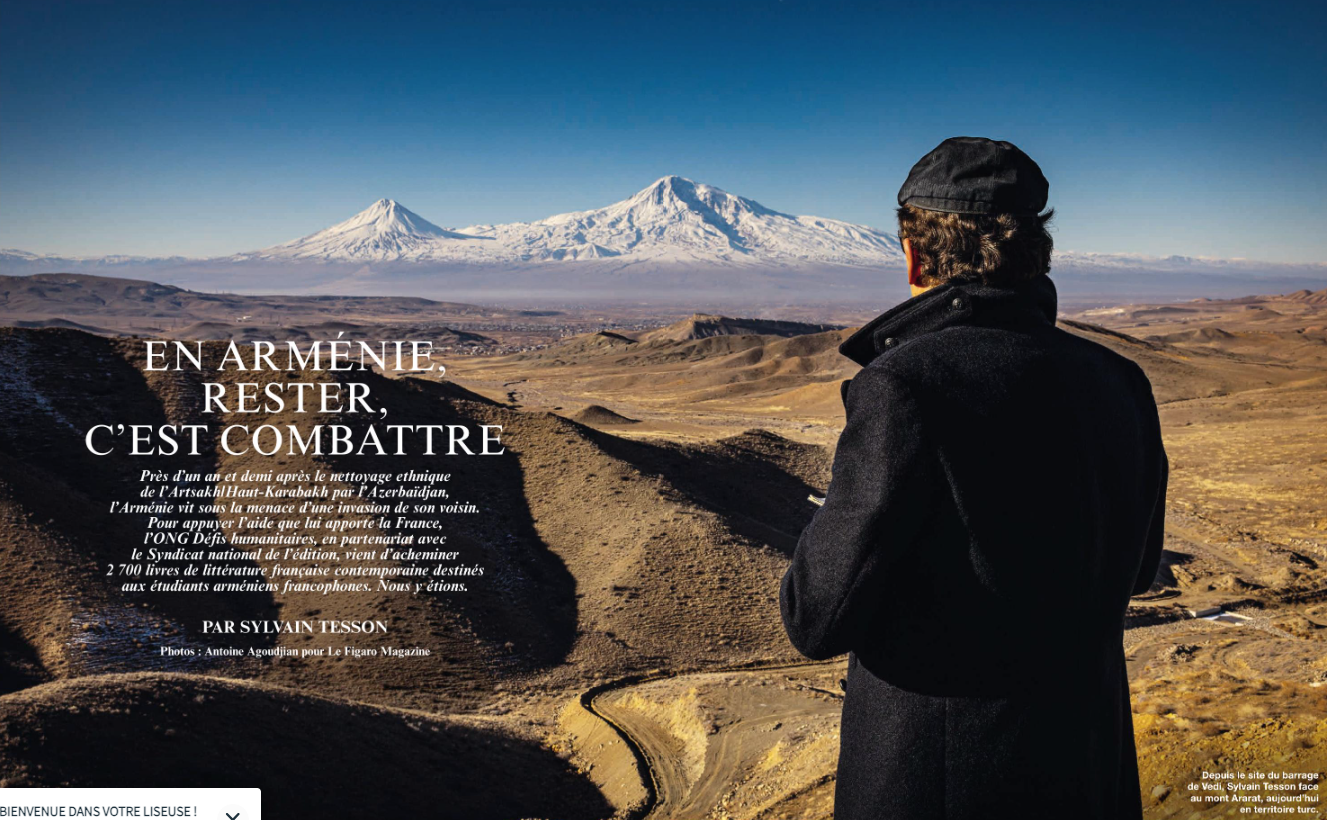 EN ARMÉNIE,
RESTER,
C’EST COMBATTRE
Près d’un an et demi après le nettoyage ethnique
de l’Artsakh/Haut-Karabakh par l’Azerbaïdjan,
l’Arménie vit sous la menace d’une invasion de son voisin.
Pour appuyer l’aide que lui apporte la France,
l’ONG Défis humanitaires, en partenariat avec
le Syndicat national de l’édition, vient d’acheminer
2 700 livres de littérature française contemporaine destinés
aux étudiants arméniens francophones. Nous y étions.
PAR SYLVAIN TESSON
Photos : Antoine Agoudjian pour Le Figaro Magazine
Depuis le site du barrage
de Vedi, Sylvain Tesson face
au mont Ararat, aujourd’hui
en territoire turc.
BIENVENUE DANS VOTRE LISEUSE !